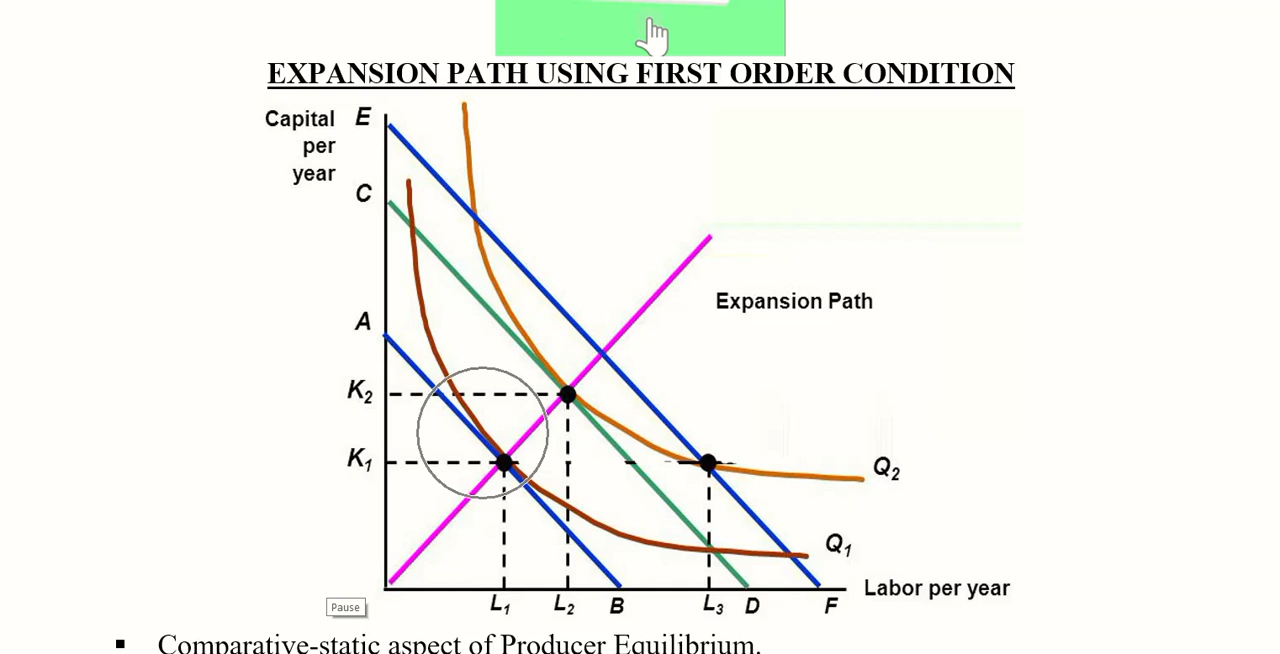 EXPANSION PATH USING FIRST ORDER CONDITION
Capital
per
year
E
C
A
K2
K1
Expansion Path
Q2
Q1
L1 L2 B L3 D F
Labor per year
Pause
▪ Comparative-static aspect of Producer Equilibrium.